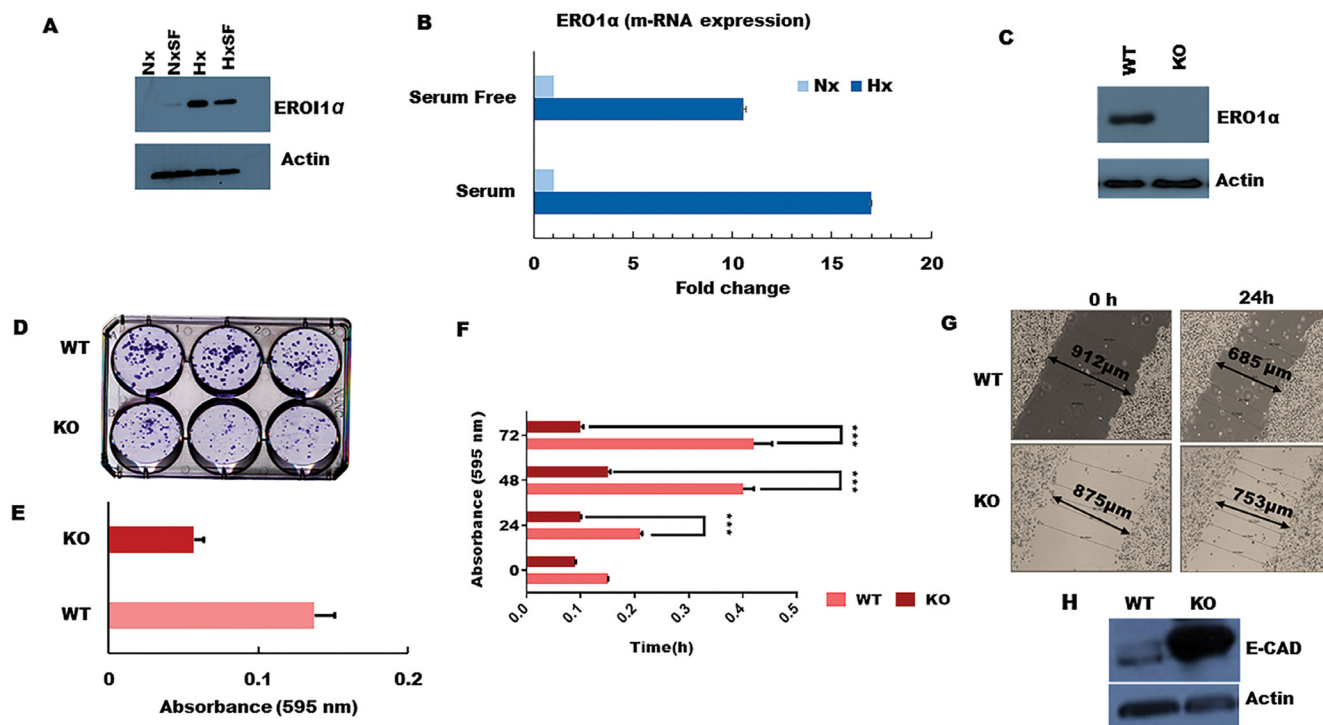 A
Nx
NxSF
Hx
HxSF
EROI1α
Actin
B
ERO1α (m-RNA expression)
Nx
Hx
Serum Free
Serum
0
5
10
15
20
Fold change
C
WT
KO
ERO1α
Actin
D
WT
KO
1
2
3
A
B
E
KO
WT
0
0.1
0.2
Absorbance (595 nm)
F
Absorbance (595 nm)
72
48
24
0
***
***
***
0.0
0.1
0.2
0.3
0.4
0.5
Time(h)
WT
KO
G
0 h
24h
WT
912µm
685 µm
KO
875µm
753µm
H
WT
KO
E-CAD
Actin